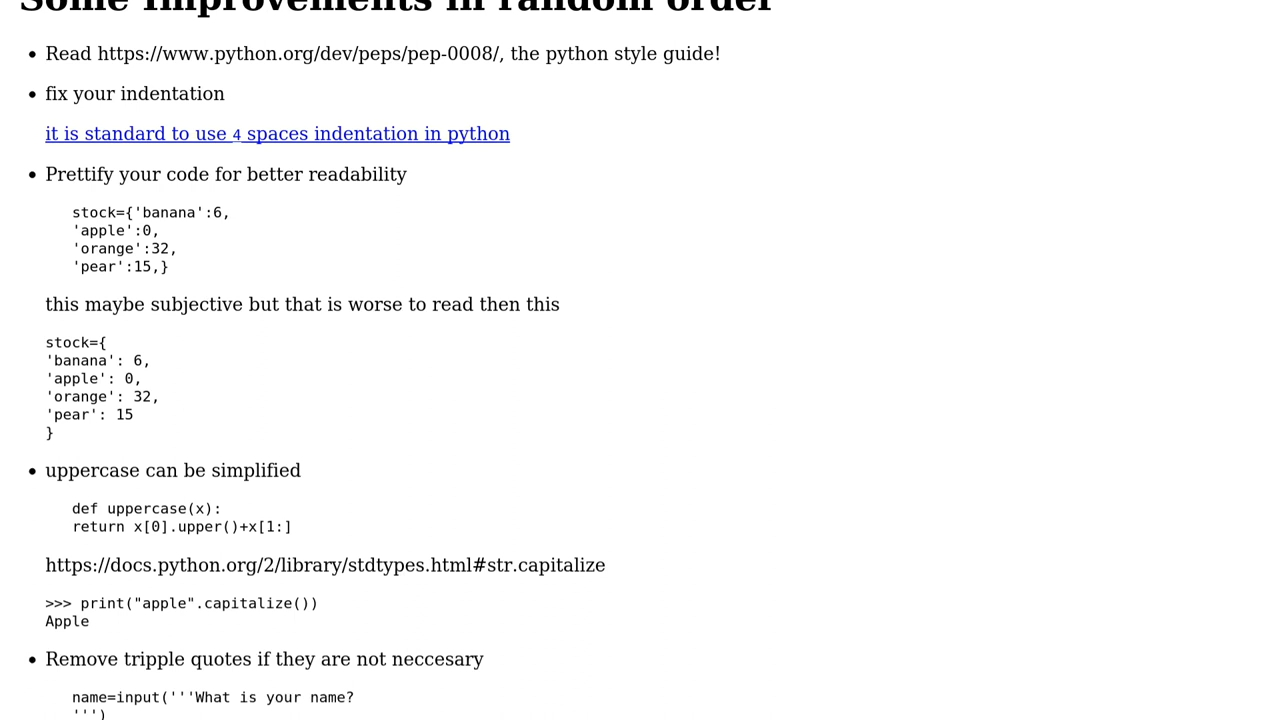 Some Improvements in random order
Read https://www.python.org/dev/peps/pep-0008/, the python style guide!
fix your indentation
it is standard to use 4 spaces indentation in python
Prettify your code for better readability
stock={'banana':6,
'apple':0,
'orange':32,
'pear':15,}
this maybe subjective but that is worse to read then this
stock={
'banana': 6,
'apple': 0,
'orange': 32,
'pear': 15
}
uppercase can be simplified
def uppercase(x):
return x[0].upper()+x[1:]
https://docs.python.org/2/library/stdtypes.html#str.capitalize
>>> print("apple".capitalize())
Apple
Remove tripple quotes if they are not neccesary
name=input('''What is your name?
''')